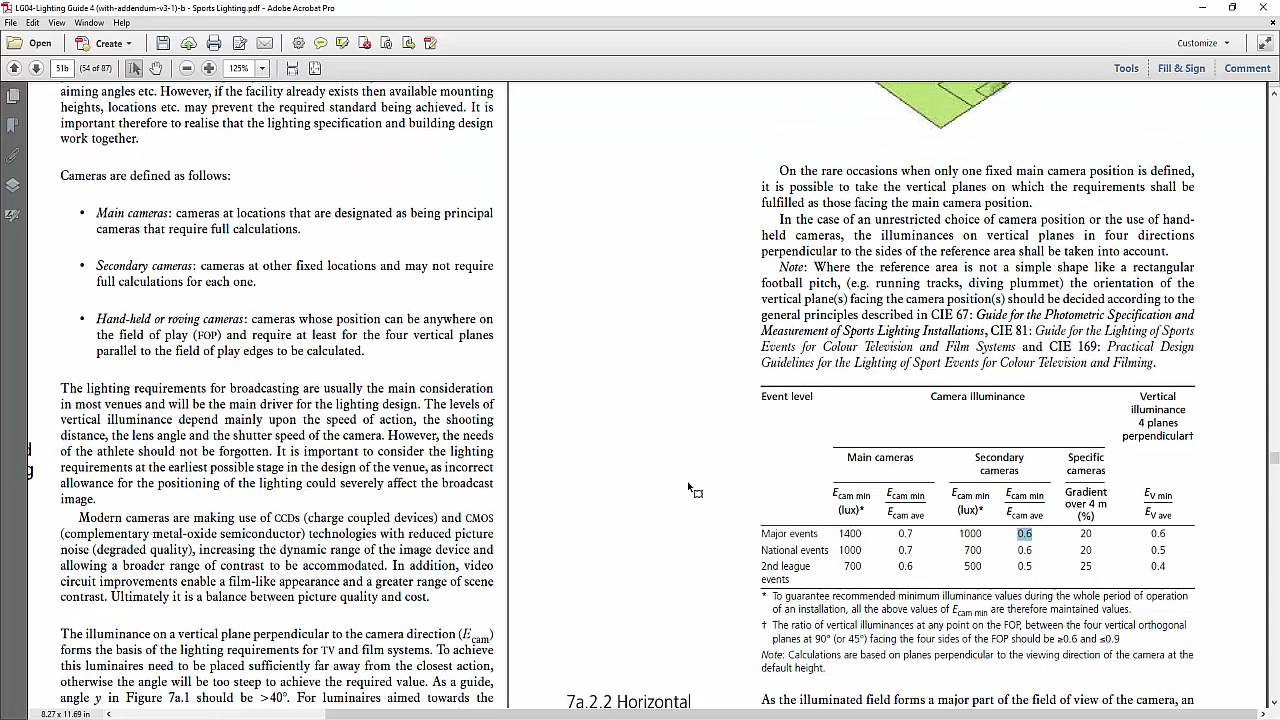 LG04-Lighting Guide 4 (with-addendum-v3-1)-b - Sports Lighting.pdf - Adobe Acrobat Pro
File Edit View Window Help
Open Create Customize
51b (54 of 87) 125% Tools Fill & Sign Comment
aiming angles etc. However, if the facility already exists then available mounting
heights, locations etc. may prevent the required standard being achieved. It is
important therefore to realise that the lighting specification and building design
work together.
Cameras are defined as follows:
• Main cameras: cameras at locations that are designated as being principal
cameras that require full calculations.
• Secondary cameras: cameras at other fixed locations and may not require
full calculations for each one.
• Hand-held or roving cameras: cameras whose position can be anywhere on
the field of play (FOP) and require at least for the four vertical planes
parallel to the field of play edges to be calculated.
The lighting requirements for broadcasting are usually the main consideration
in most venues and will be the main driver for the lighting design. The levels of
vertical illuminance depend mainly upon the speed of action, the shooting
distance, the lens angle and the shutter speed of the camera. However, the needs
of the athlete should not be forgotten. It is important to consider the lighting
requirements at the earliest possible stage in the design of the venue, as incorrect
allowance for the positioning of the lighting could severely affect the broadcast
image.
Modern cameras are making use of CCDs (charge coupled devices) and CMOS
(complementary metal-oxide semiconductor) technologies with reduced picture
noise (degraded quality), increasing the dynamic range of the image device and
allowing a broader range of contrast to be accommodated. In addition, video
circuit improvements enable a film-like appearance and a greater range of scene
contrast. Ultimately it is a balance between picture quality and cost.
The illuminance on a vertical plane perpendicular to the camera direction (Ecam)
forms the basis of the lighting requirements for TV and film systems. To achieve
this luminaires need to be placed sufficiently far away from the closest action,
otherwise the angle will be too steep to achieve the required value. As a guide,
angle γ in Figure 7a.1 should be >40°. For luminaires aimed towards the
d
g
On the rare occasions when only one fixed main camera position is defined,
it is possible to take the vertical planes on which the requirements shall be
fulfilled as those facing the main camera position.
In the case of an unrestricted choice of camera position or the use of hand-
held cameras, the illuminances on vertical planes in four directions
perpendicular to the sides of the reference area shall be taken into account.
Note: Where the reference area is not a simple shape like a rectangular
football pitch, (e.g. running tracks, diving plummet) the orientation of the
vertical plane(s) facing the camera position(s) should be decided according to the
general principles described in CIE 67: Guide for the Photometric Specification and
Measurement of Sports Lighting Installations, CIE 81: Guide for the Lighting of Sports
Events for Colour Television and Film Systems and CIE 169: Practical Design
Guidelines for the Lighting of Sport Events for Colour Television and Filming.
Event level Camera illuminance Vertical
illuminance
4 planes
perpendicular†
Main cameras Secondary cameras Specific cameras
Ecam min (lux)* Ecam min / Ecam ave Ecam min (lux)* Ecam min / Ecam ave Gradient over 4 m (%) EV min / EV ave
Major events 1400 0.7 1000 0.6 20 0.6
National events 1000 0.7 700 0.6 20 0.5
2nd league 700 0.6 500 0.5 25 0.4
events
* To guarantee recommended minimum illuminance values during the whole period of operation
of an installation, all the above values of Ecam min are therefore maintained values.
† The ratio of vertical illuminances at any point on the FOP, between the four vertical orthogonal
planes at 90° (or 45°) facing the four sides of the FOP should be ≥0.6 and ≤0.9
Note: Calculations are based on planes perpendicular to the viewing direction of the camera at the
default height.
7a.2.2 Horizontal As the illuminated field forms a major part of the field of view of the camera, an
8.27 x 11.69 in